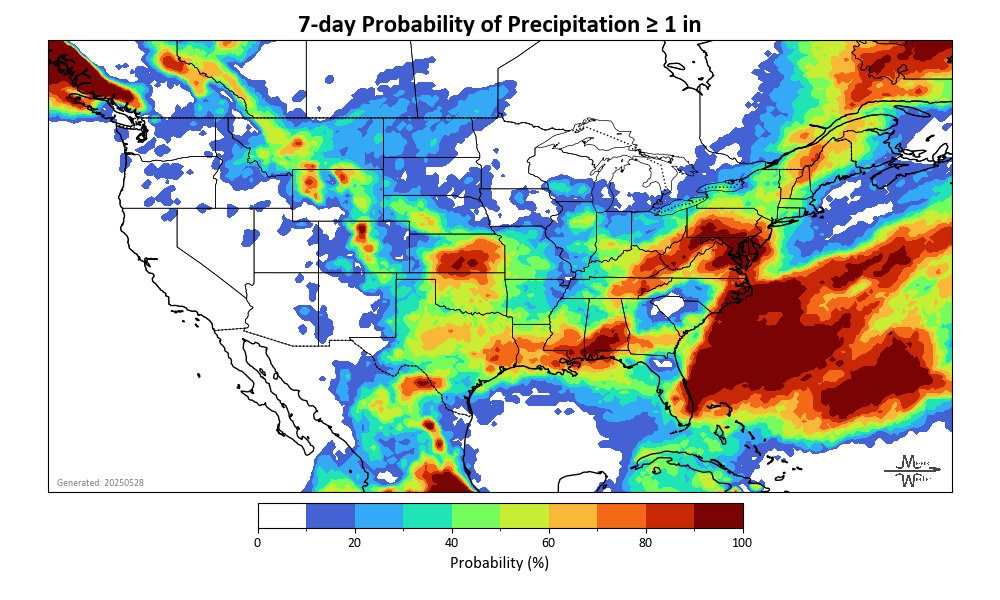 7-day Probability of Precipitation ≥ 1 in
Generated: 20250528
0 20 40 60 80 100
Probability (%)